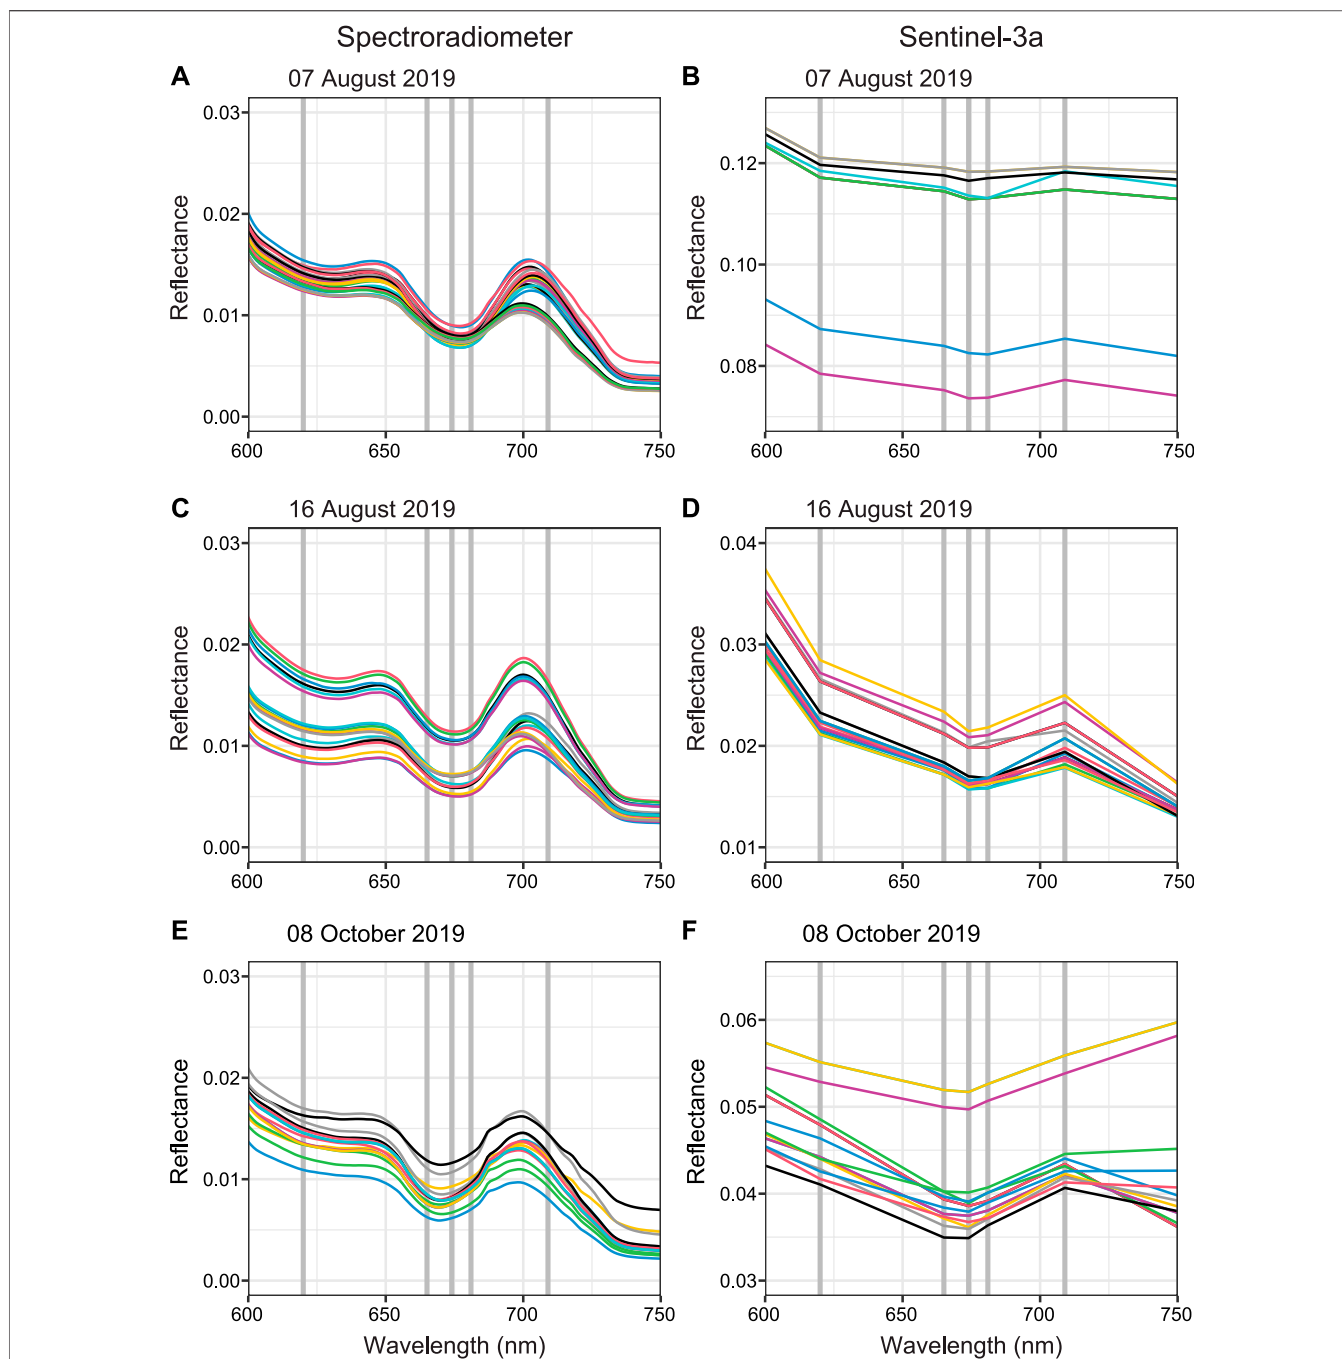 Spectroradiometer
Sentinel-3a
A
07 August 2019
B
07 August 2019
Reflectance
0.03
0.02
0.01
0.00
600
650
700
750
Reflectance
0.12
0.10
0.08
600
650
700
750
C
16 August 2019
D
16 August 2019
Reflectance
0.03
0.02
0.01
0.00
600
650
700
750
Reflectance
0.04
0.03
0.02
0.01
600
650
700
750
E
08 October 2019
F
08 October 2019
Reflectance
0.03
0.02
0.01
0.00
600
650
700
750
Wavelength (nm)
Reflectance
0.06
0.05
0.04
0.03
600
650
700
750
Wavelength (nm)